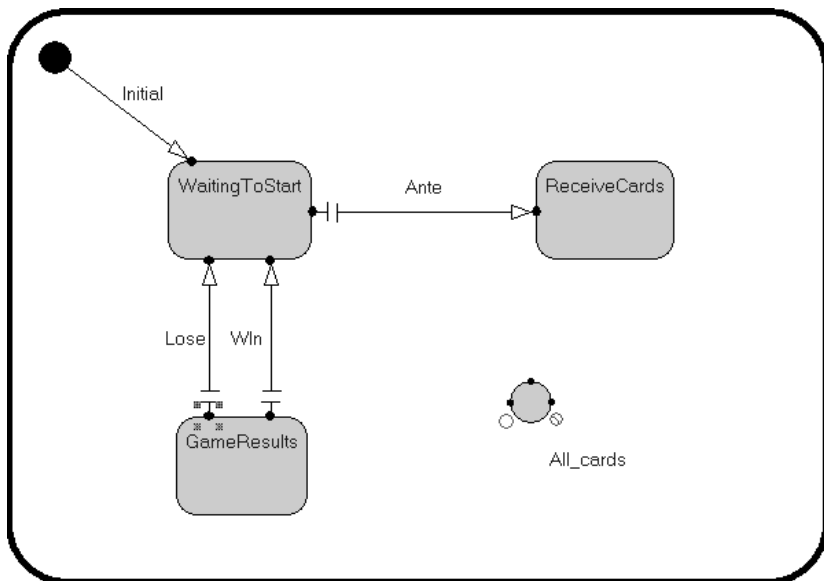 Initial
WaitingToStart
Ante
ReceiveCards
Lose
WIn
GameResults
All_cards